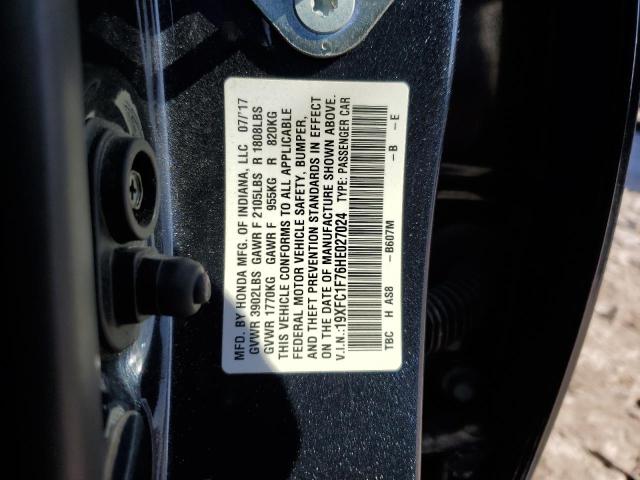 MFD. BY HONDA MFG. OF INDIANA, LLC 07/17
GVWR 3902LBS GAWR F 2105LBS R 1808LBS
GVWR 1770KG GAWR F 955KG R 820KG
THIS VEHICLE CONFORMS TO ALL APPLICABLE
FEDERAL MOTOR VEHICLE SAFETY, BUMPER,
AND THEFT PREVENTION STANDARDS IN EFFECT
ON THE DATE OF MANUFACTURE SHOWN ABOVE.
V.I.N.:19XFC1F76HE027024 TYPE: PASSENGER CAR
TBC H AS8 -B607M -B -E